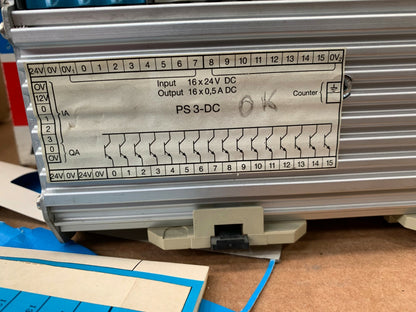 24V 0V 0V₁ 0 1 2 3 4 5 6 7 8 9 10 11 12 13 14 15 0V₂
Input 16 x 24 V DC
Output 16 x 0,5 A DC
PS 3-DC
OK
Counter
0V
12V
0
1
2
3
0
0V
IA
QA
24V 0V 24V 0V 0 1 2 3 4 5 6 7 8 9 10 11 12 13 14 15